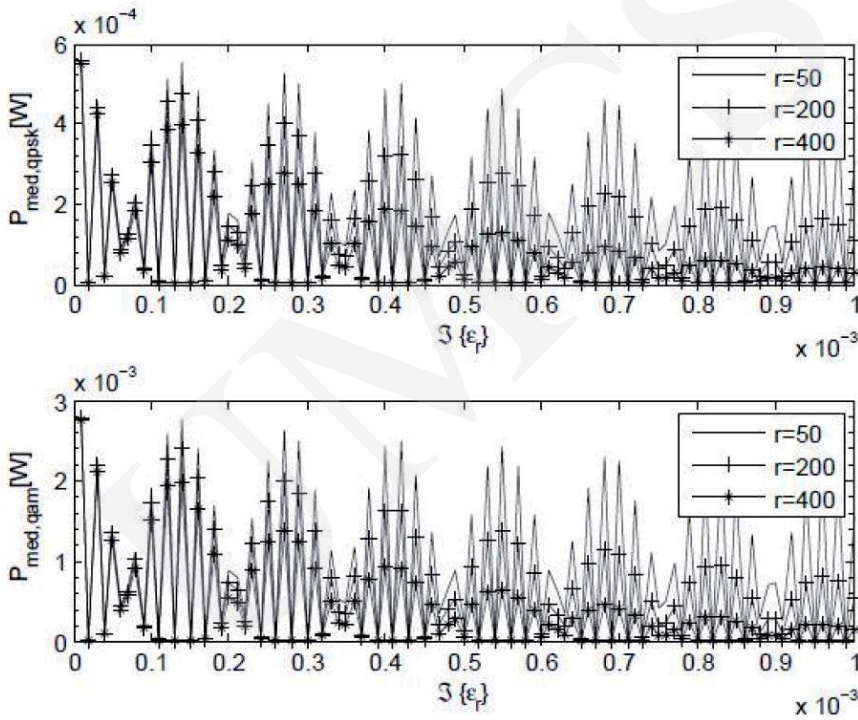 x 10⁻⁴
6
4
2
0
P_med,qpsk[W]
r=50
r=200
r=400
0 0.1 0.2 0.3 0.4 0.5 0.6 0.7 0.8 0.9 1
ℑ {ε_r}
x 10⁻³
x 10⁻³
3
2
1
0
P_med,qam[W]
r=50
r=200
r=400
0 0.1 0.2 0.3 0.4 0.5 0.6 0.7 0.8 0.9 1
ℑ {ε_r}
x 10⁻³
UMCS